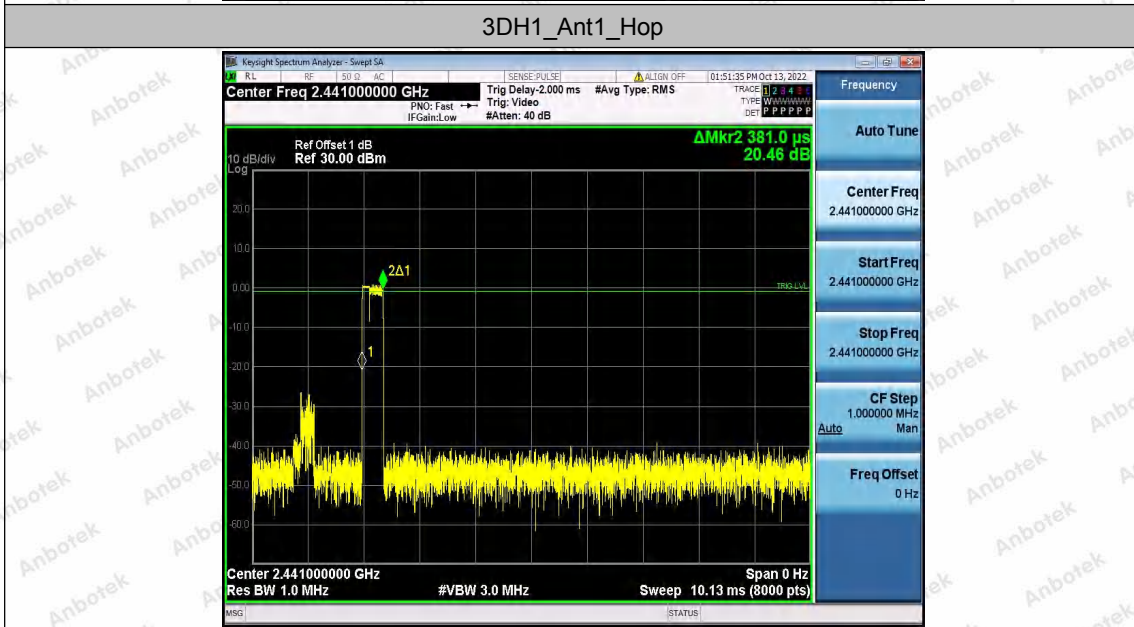 3DH1_Ant1_Hop
Keysight Spectrum Analyzer - Swept SA
RL RF 50 Ω AC SENSE:PULSE ALIGN OFF 01:51:35 PM Oct 13, 2022
Center Freq 2.441000000 GHz
Trig Delay-2.000 ms #Avg Type: RMS
PNO: Fast Trig: Video
IFGain:Low #Atten: 40 dB
TRACE 1 2 3 4 5 6
TYPE WWWWWW
DET P P P P P P
Frequency
Auto Tune
Center Freq
2.441000000 GHz
Start Freq
2.441000000 GHz
Stop Freq
2.441000000 GHz
CF Step
1.000000 MHz
Auto Man
Freq Offset
0 Hz
ΔMkr2 381.0 µs
20.46 dB
Ref Offset 1 dB
10 dB/div Ref 30.00 dBm
Log
20.0
10.0
0.00
-10.0
-20.0
-30.0
-40.0
-50.0
-60.0
2Δ1
1
TRIG LVL
Center 2.441000000 GHz Span 0 Hz
Res BW 1.0 MHz #VBW 3.0 MHz Sweep 10.13 ms (8000 pts)
MSG STATUS
Anbotek